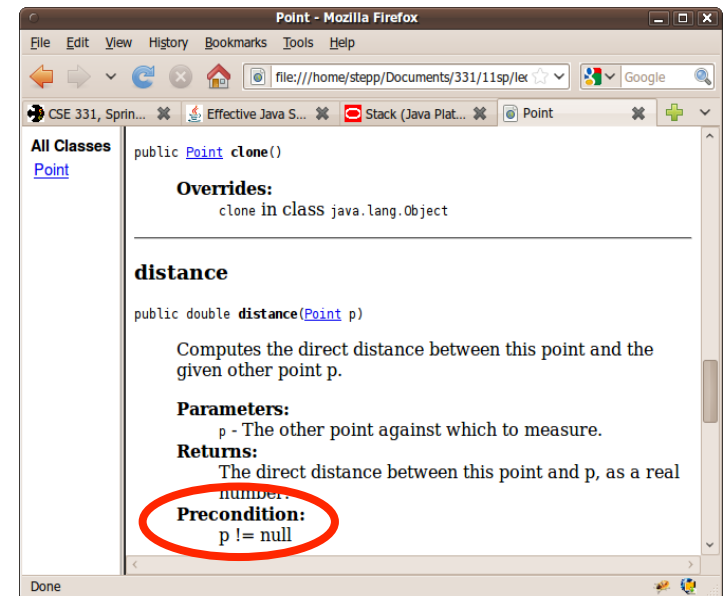 Point - Mozilla Firefox
File Edit View History Bookmarks Tools Help
file:///home/stepp/Documents/331/11sp/lec
Google
CSE 331, Sprin...
Effective Java S...
Stack (Java Plat...
Point
All Classes
Point
public Point clone()
Overrides:
clone in class java.lang.Object
distance
public double distance(Point p)
Computes the direct distance between this point and the
given other point p.
Parameters:
p - The other point against which to measure.
Returns:
The direct distance between this point and p, as a real
number.
Precondition:
p != null
Done